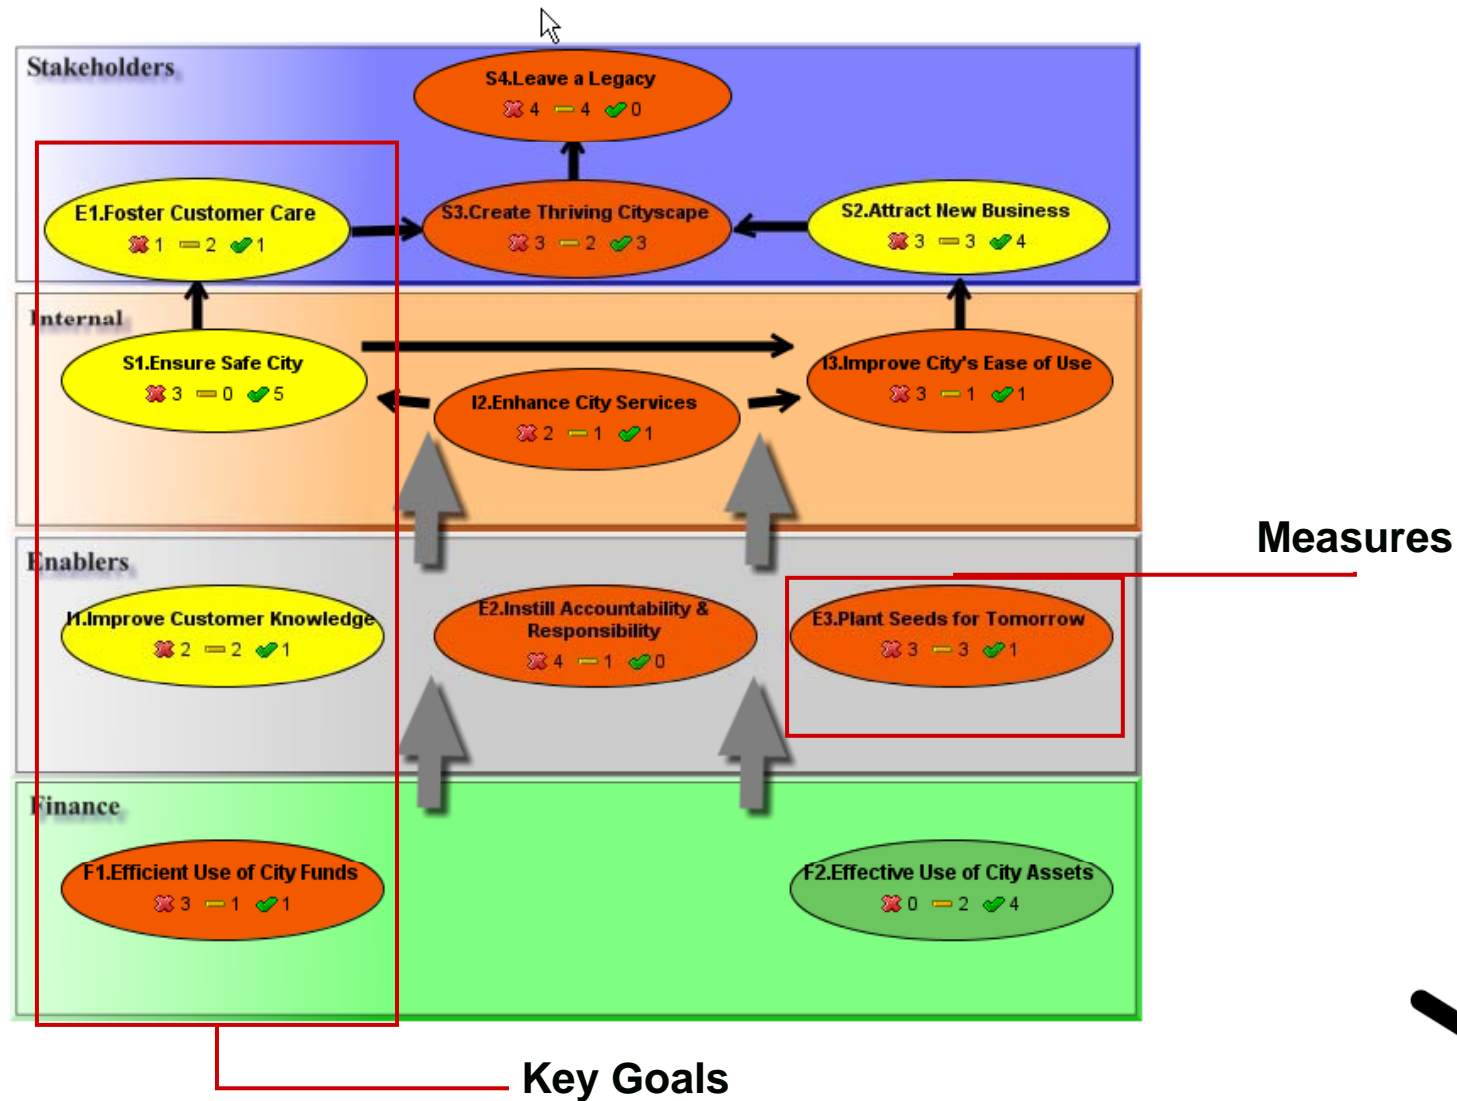 Stakeholders
S4.Leave a Legacy
4 4 0
E1.Foster Customer Care
1 2 1
S3.Create Thriving Cityscape
3 2 3
S2.Attract New Business
3 3 4
Internal
S1.Ensure Safe City
3 0 5
I2.Enhance City Services
2 1 1
I3.Improve City's Ease of Use
3 1 1
Measures
Enablers
I1.Improve Customer Knowledge
2 2 1
E2.Instill Accountability &
Responsibility
4 1 0
E3.Plant Seeds for Tomorrow
3 3 1
Finance
F1.Efficient Use of City Funds
3 1 1
F2.Effective Use of City Assets
0 2 4
Key Goals